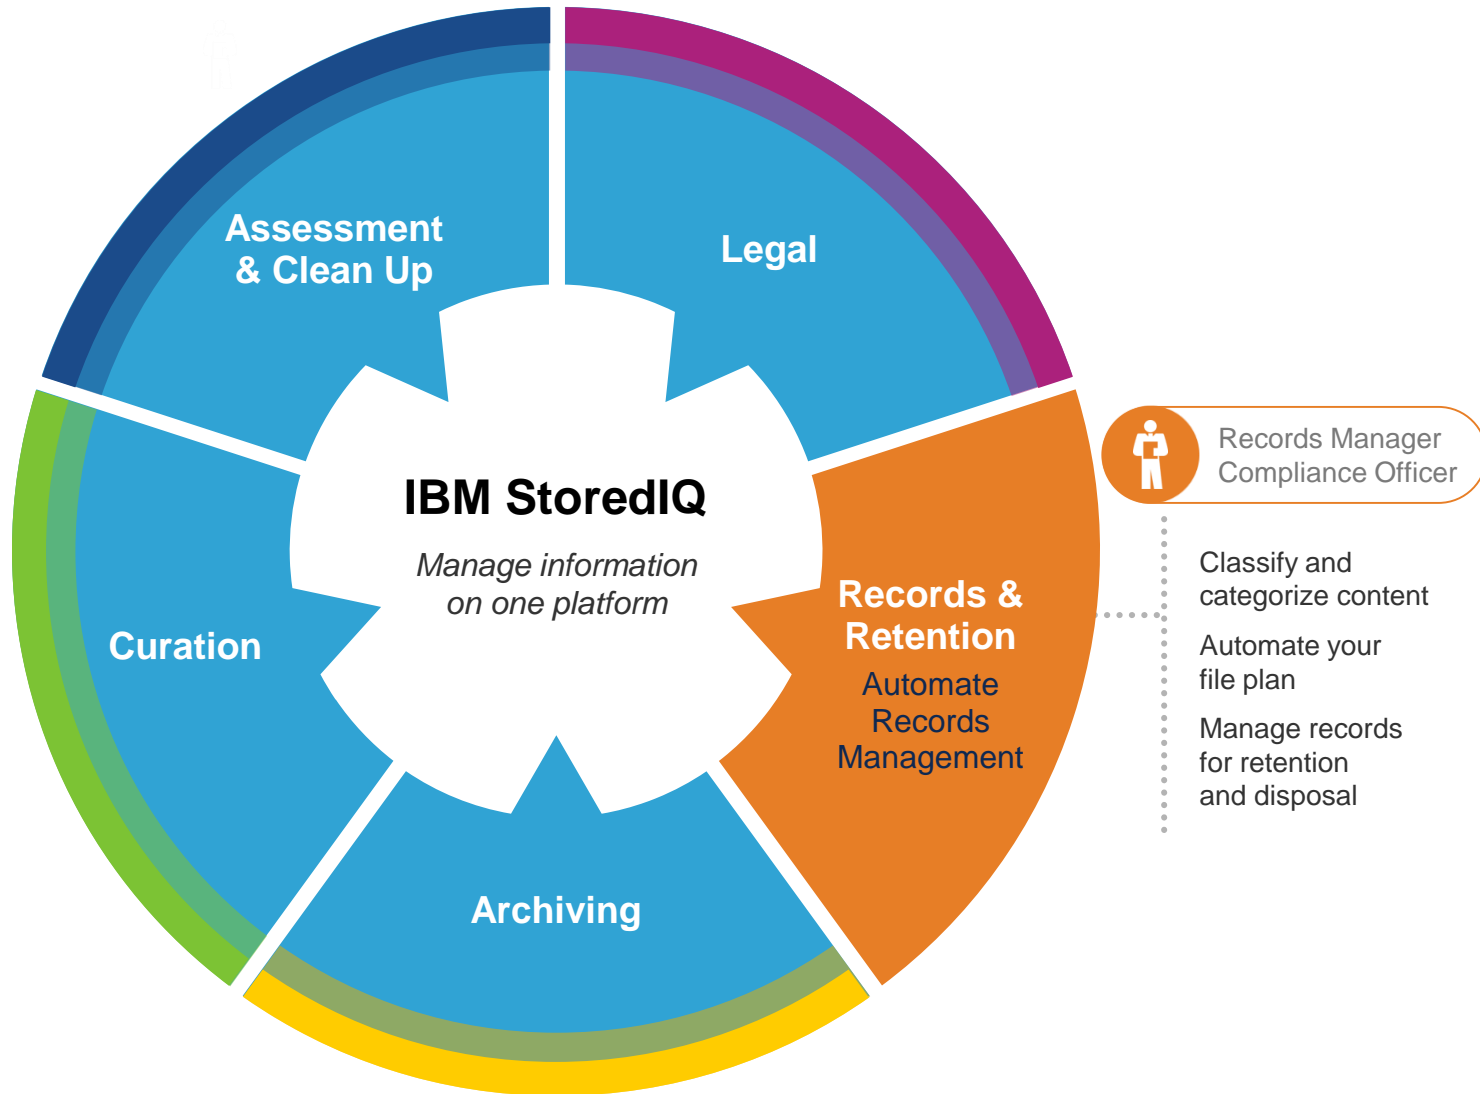 Assessment
& Clean Up
Legal
IBM StoredIQ
Manage information
on one platform
Records &
Retention
Automate
Records
Management
Curation
Archiving
Records Manager
Compliance Officer
Classify and
categorize content
Automate your
file plan
Manage records
for retention
and disposal